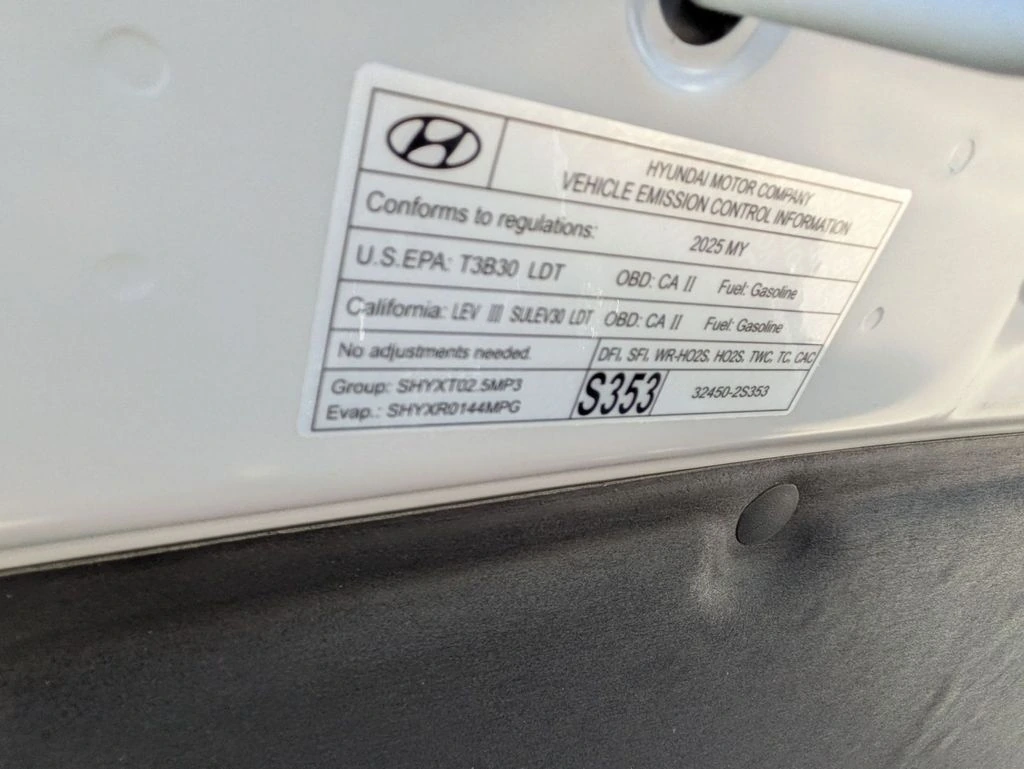 HYUNDAI MOTOR COMPANY
VEHICLE EMISSION CONTROL INFORMATION
Conforms to regulations: 2025 MY
U.S.EPA: T3B30 LDT OBD: CA II Fuel: Gasoline
California: LEV III SULEV30 LDT OBD: CA II Fuel: Gasoline
No adjustments needed. DFI, SFI, WR-HO2S, HO2S, TWC, TC, CAC
Group: SHYXT02.5MP3
Evap.: SHYXR0144MPG
S353 32450-2S353